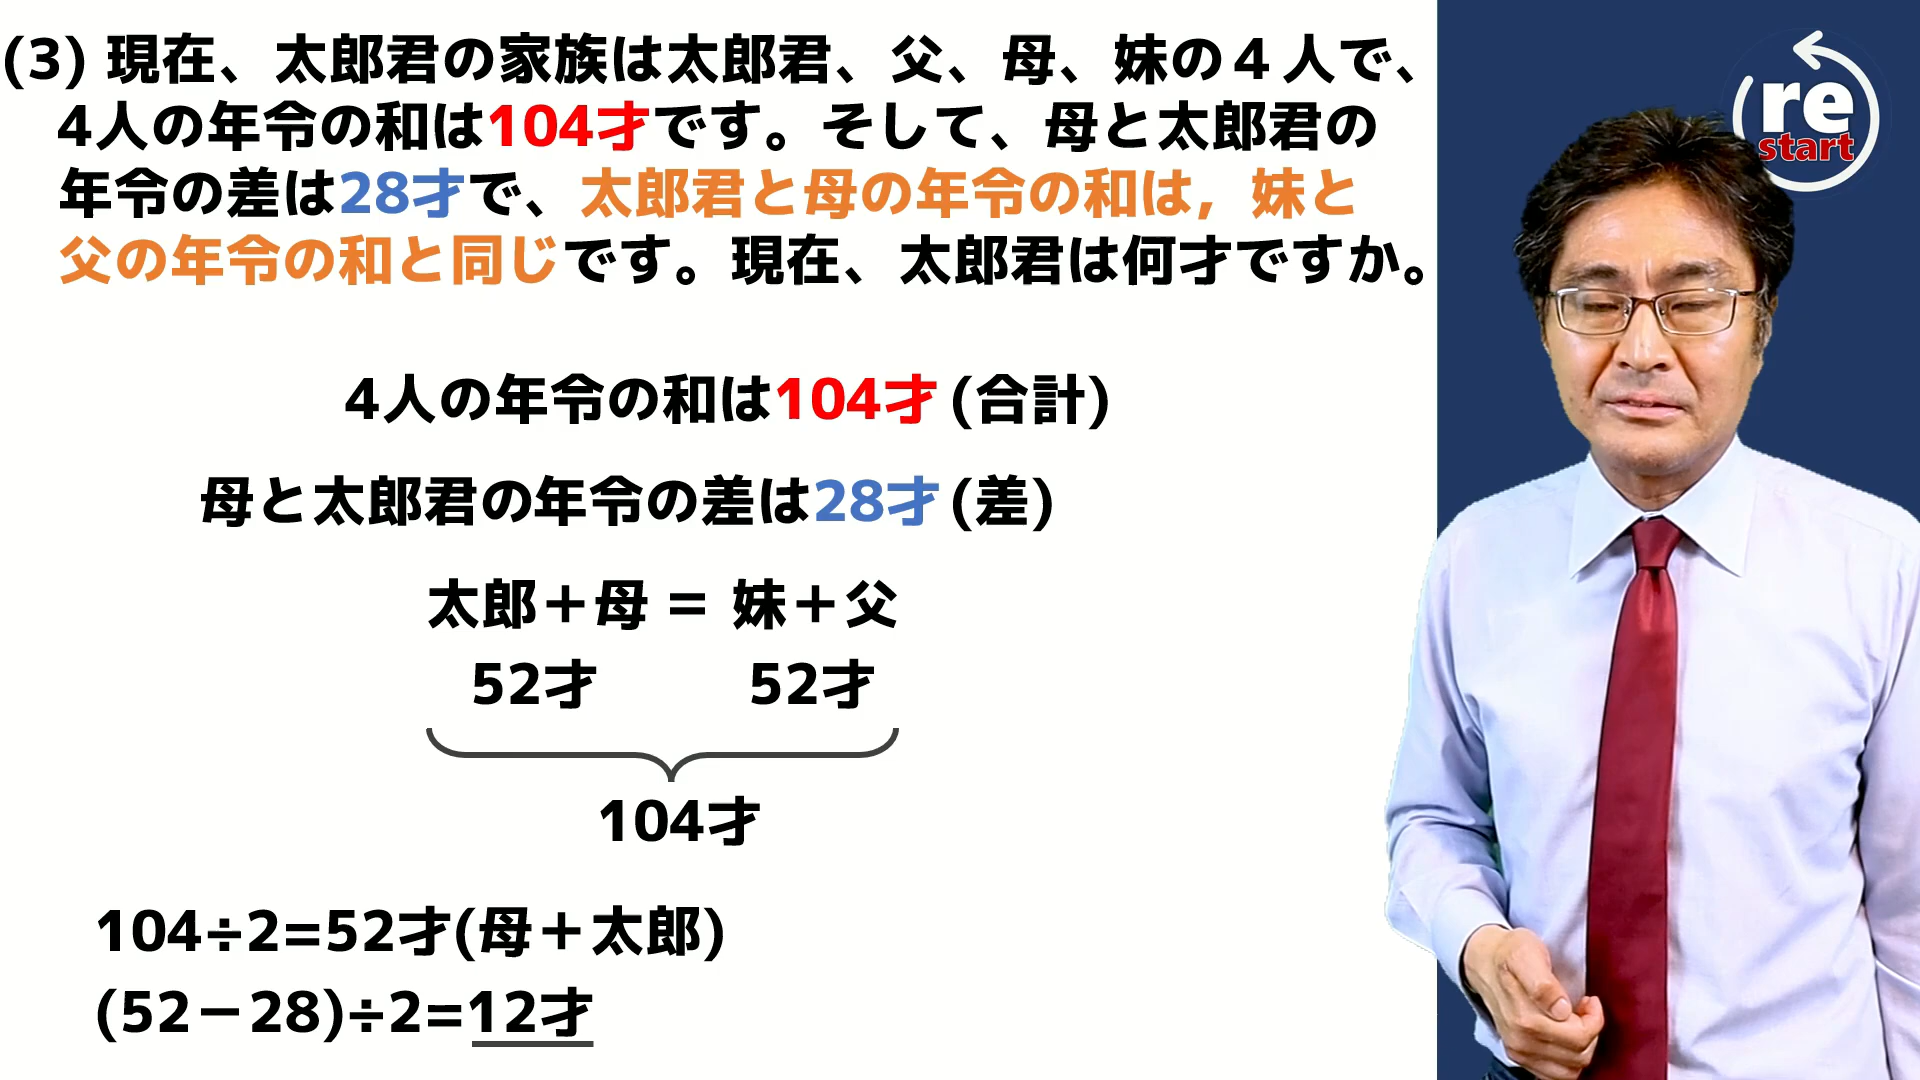 (3) 現在、太郎君の家族は太郎君、父、母、妹の４人で、
4人の年令の和は104才です。そして、母と太郎君の
年令の差は28才で、太郎君と母の年令の和は，妹と
父の年令の和と同じです。現在、太郎君は何才ですか。
re
start
4人の年令の和は104才(合計)
母と太郎君の年令の差は28才(差)
太郎＋母 ＝ 妹＋父
52才 52才
104才
104÷2=52才(母＋太郎)
(52－28)÷2=12才